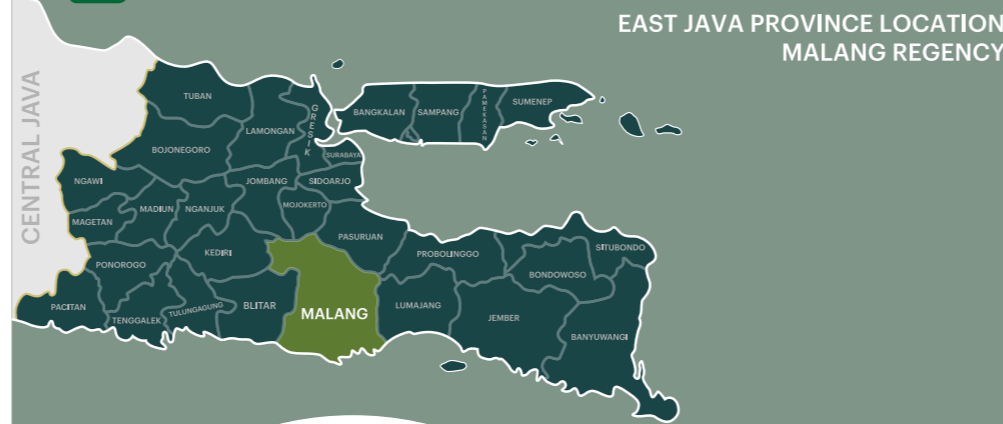 EAST JAVA PROVINCE LOCATION
MALANG REGENCY
CENTRAL JAVA
TUBAN
LAMONGAN
GRESIK
BANGKALAN
SAMPANG
PAMEKASAN
SUMENEP
BOJONEGORO
SURABAYA
NGAWI
JOMBANG
SIDOARJO
MADIUN
NGANJUK
MOJOKERTO
MAGETAN
PASURUAN
PONOROGO
KEDIRI
PROBOLINGGO
SITUBONDO
BONDOWOSO
PACITAN
TENGGALEK
TULUNGAGUNG
BLITAR
MALANG
LUMAJANG
JEMBER
BANYUWANGI